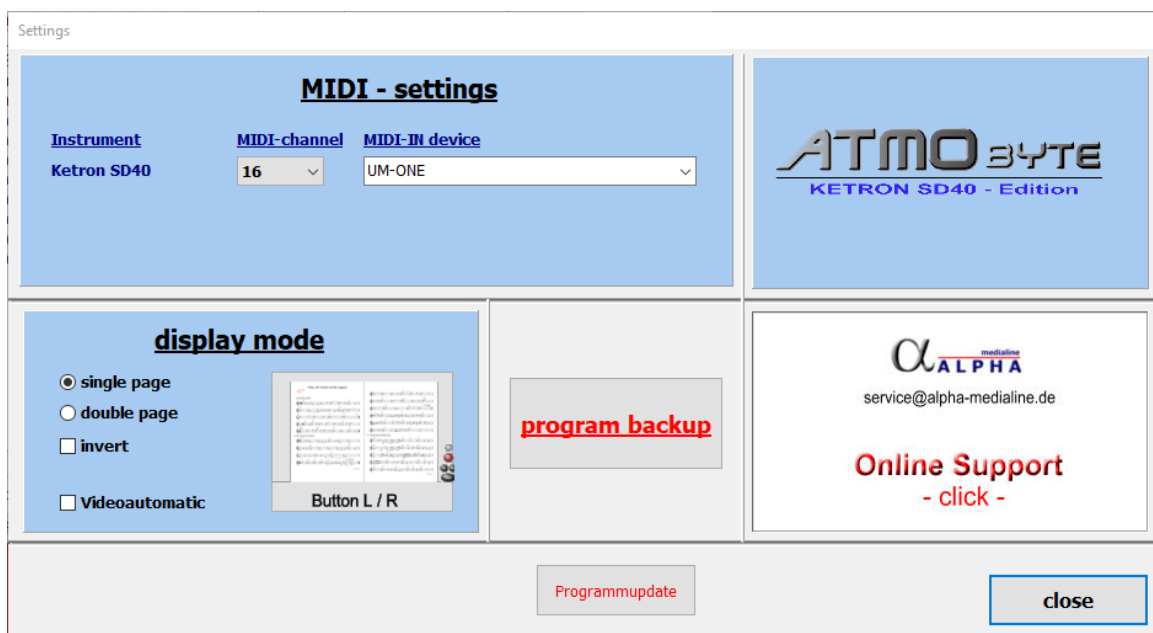 Settings
MIDI - settings
Instrument MIDI-channel MIDI-IN device
Ketron SD40 16 UM-ONE
ATMO BYTE
KETRON SD40 - Edition
display mode
single page
double page
invert
Videoautomatic
Button L / R
program backup
α medialine
ALPHA
service@alpha-medialine.de
Online Support
- click -
Programmupdate
close